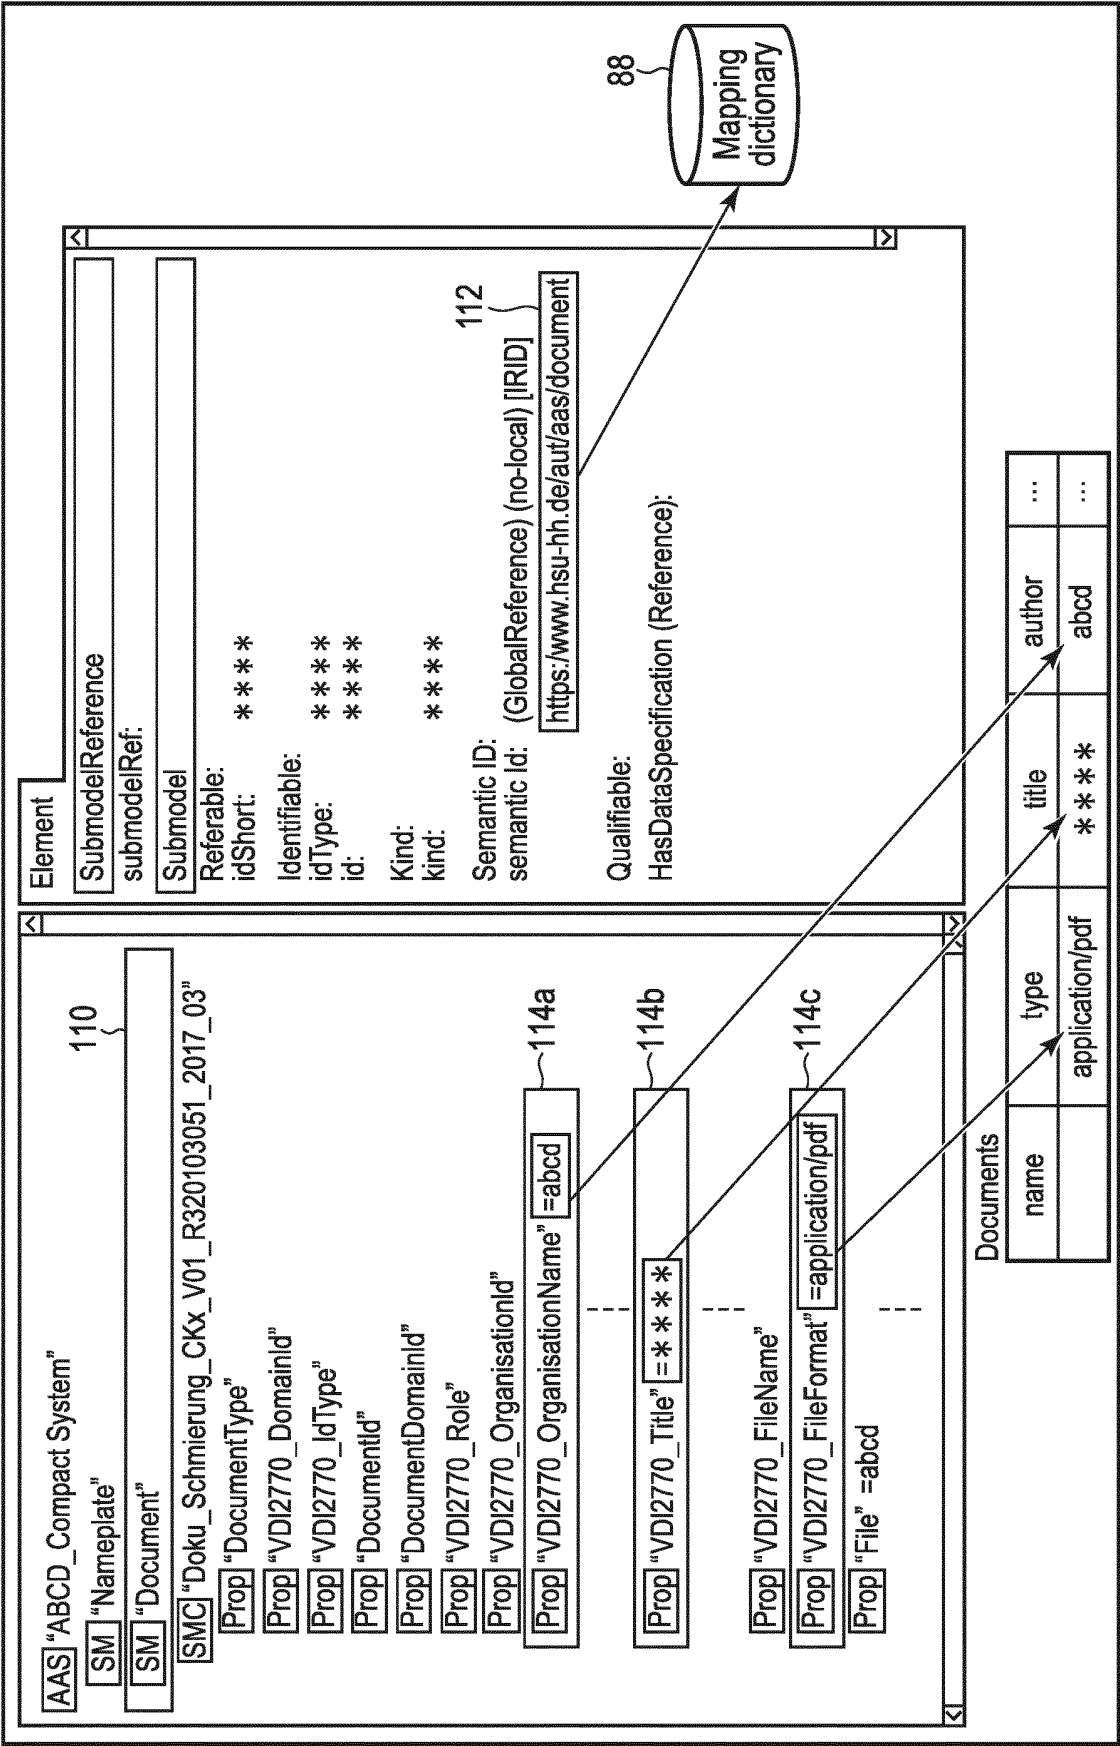 AAS "ABCD_Compact System"
SM "Nameplate"
110
SM "Document"
SMC "Doku_Schmierung_CKx_V01_R320103051_2017_03"
Prop "DocumentType"
Prop "VDI2770_DomainId"
Prop "VDI2770_IdType"
Prop "DocumentId"
Prop "DocumentDomainId"
Prop "VDI2770_Role"
Prop "VDI2770_OrganisationId"
Prop "VDI2770_OrganisationName" =abcd
114a
Prop "VDI2770_Title" =****
114b
Prop "VDI2770_FileName"
Prop "VDI2770_FileFormat" =application/pdf
114c
Prop "File" =abcd
Element
SubmodelReference
submodelRef:
Submodel
Referable:
idShort: ****
Identifiable:
idType: ****
id: ****
Kind:
kind: ****
Semantic ID:
semantic Id: (GlobalReference) (no-local) [IRID]
112
https:/www.hsu-hh.de/aut/aas/document
Qualifiable:
HasDataSpecification (Reference):
88
Mapping
dictionary
Documents
name type title author ...
application/pdf **** abcd ...